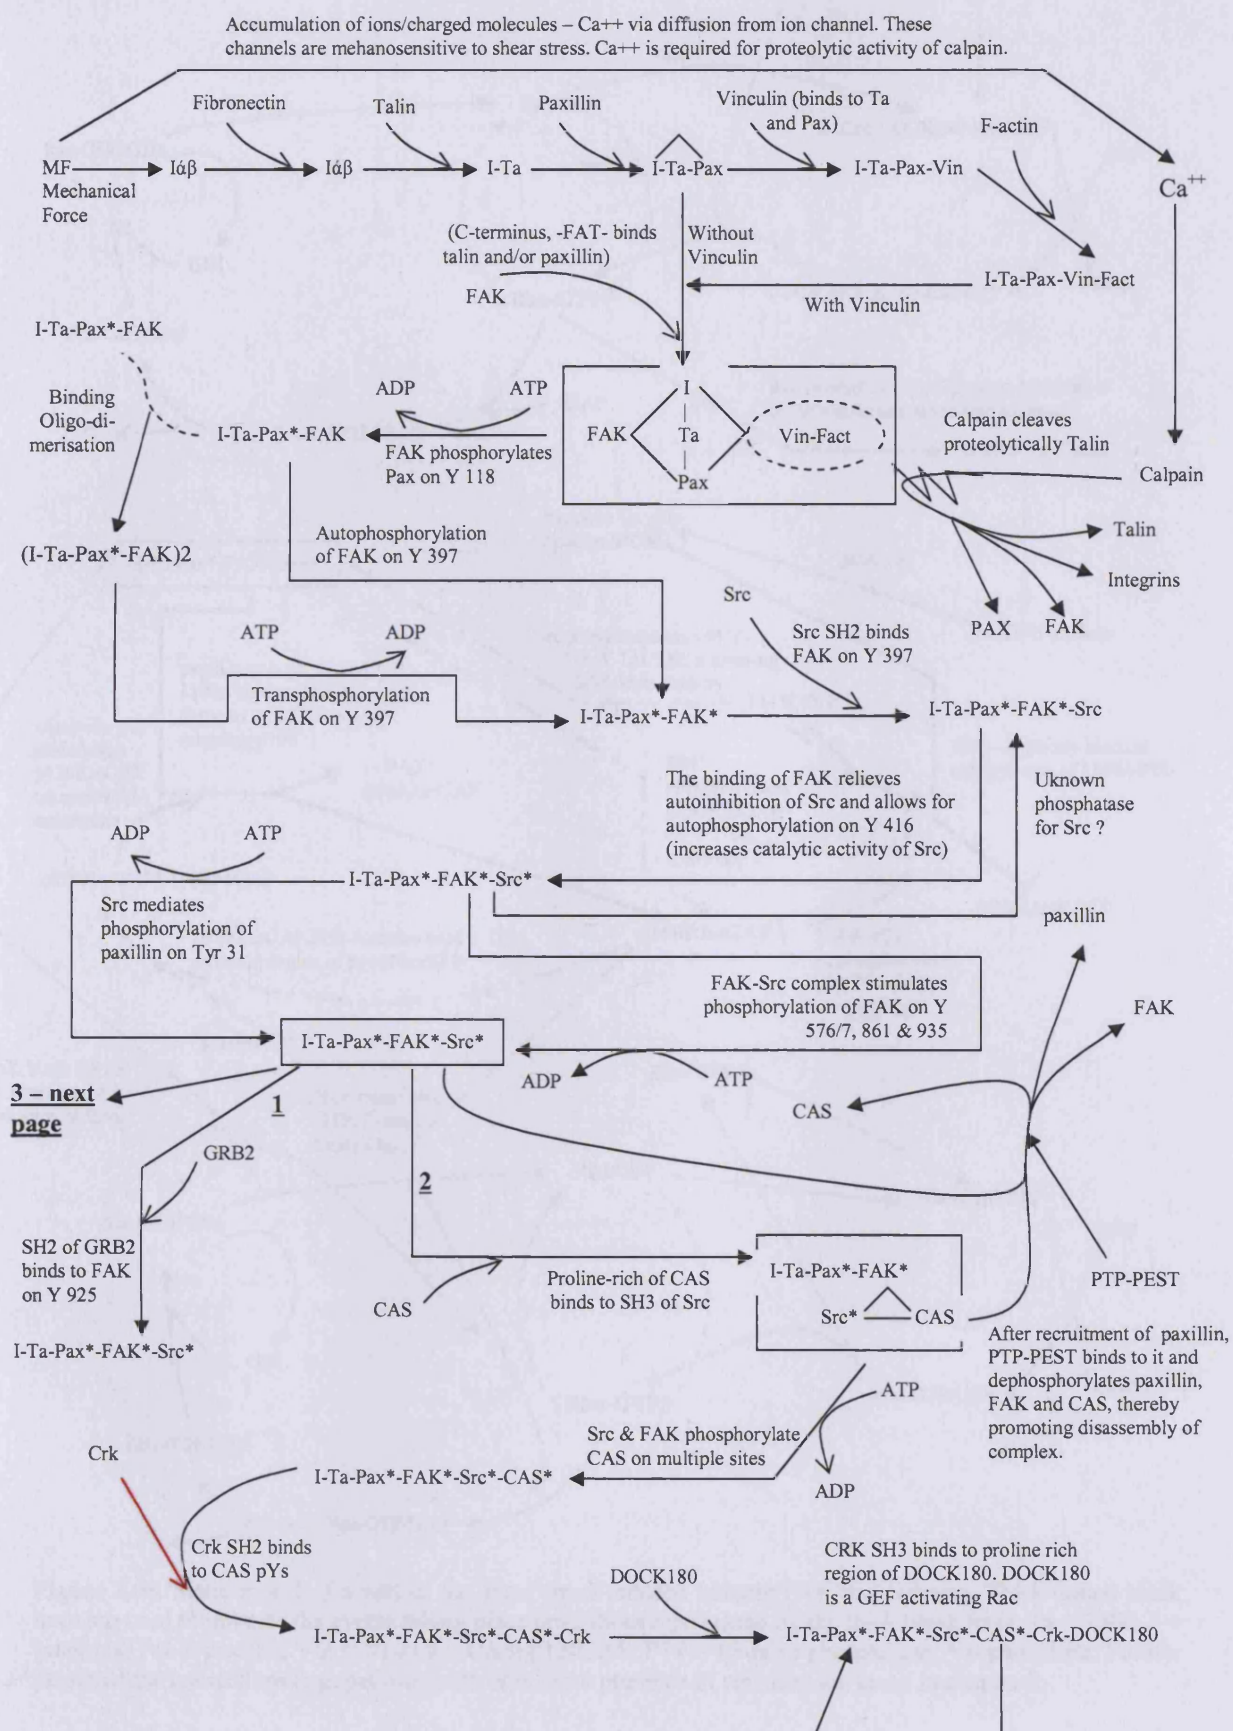 Accumulation of ions/charged molecules – Ca++ via diffusion from ion channel. These
channels are mehanosensitive to shear stress. Ca++ is required for proteolytic activity of calpain.
Fibronectin
Talin
Paxillin
Vinculin (binds to Ta
and Pax)
F-actin
MF
Mechanical
Force
Iάβ
Iάβ
I-Ta
I-Ta-Pax
I-Ta-Pax-Vin
Ca++
(C-terminus, -FAT- binds
talin and/or paxillin)
FAK
Without
Vinculin
I-Ta-Pax-Vin-Fact
With Vinculin
I-Ta-Pax*-FAK
Binding
Oligo-di-
merisation
ADP
ATP
I-Ta-Pax*-FAK
FAK phosphorylates
Pax on Y 118
I
FAK
Ta
Pax
Vin-Fact
Calpain cleaves
proteolytically Talin
Calpain
Talin
Integrins
PAX
FAK
(I-Ta-Pax*-FAK)2
Autophosphorylation
of FAK on Y 397
ATP
ADP
Transphosphorylation
of FAK on Y 397
Src
Src SH2 binds
FAK on Y 397
I-Ta-Pax*-FAK*
I-Ta-Pax*-FAK*-Src
The binding of FAK relieves
autoinhibition of Src and allows for
autophosphorylation on Y 416
(increases catalytic activity of Src)
Uknown
phosphatase
for Src ?
ADP
ATP
I-Ta-Pax*-FAK*-Src*
Src mediates
phosphorylation of
paxillin on Tyr 31
paxillin
FAK-Src complex stimulates
phosphorylation of FAK on Y
576/7, 861 & 935
FAK
I-Ta-Pax*-FAK*-Src*
ADP
ATP
CAS
3 – next
page
1
GRB2
2
SH2 of GRB2
binds to FAK
on Y 925
I-Ta-Pax*-FAK*-Src*
CAS
Proline-rich of CAS
binds to SH3 of Src
I-Ta-Pax*-FAK*
Src*
CAS
PTP-PEST
After recruitment of paxillin,
PTP-PEST binds to it and
dephosphorylates paxillin,
FAK and CAS, thereby
promoting disassembly of
complex.
ATP
Src & FAK phosphorylate
CAS on multiple sites
ADP
Crk
I-Ta-Pax*-FAK*-Src*-CAS*
Crk SH2 binds
to CAS pYs
DOCK180
CRK SH3 binds to proline rich
region of DOCK180. DOCK180
is a GEF activating Rac
I-Ta-Pax*-FAK*-Src*-CAS*-Crk
I-Ta-Pax*-FAK*-Src*-CAS*-Crk-DOCK180